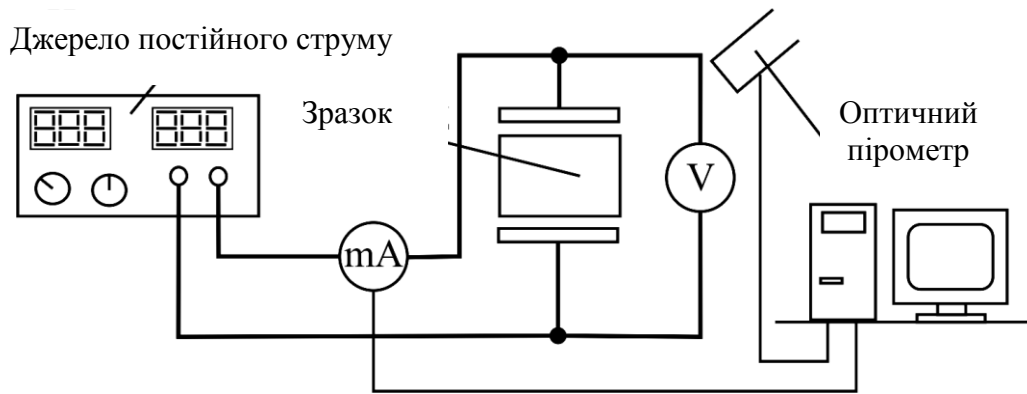 Джерело постійного струму
Зразок
Оптичний
пірометр
V
mA